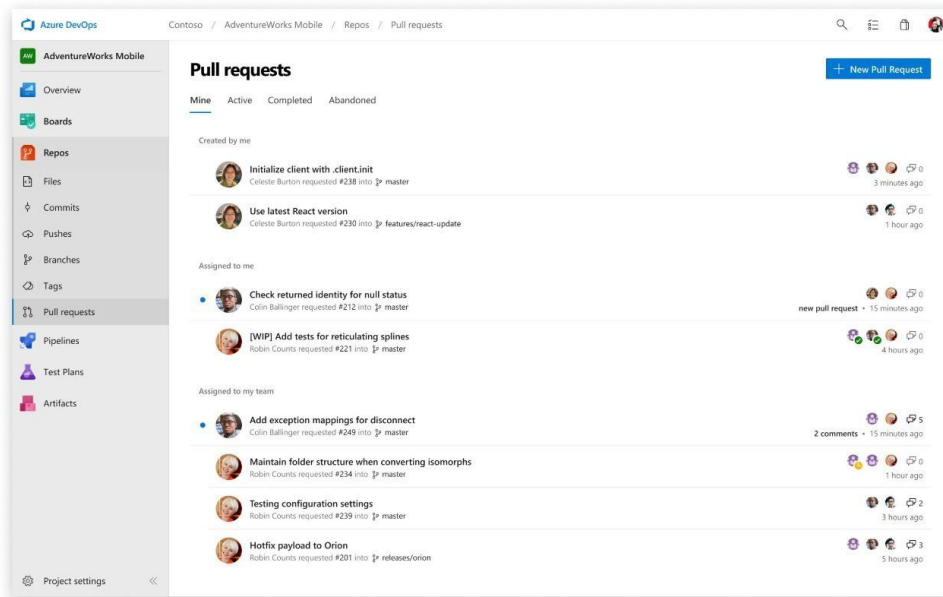 Azure DevOps
Contoso / AdventureWorks Mobile / Repos / Pull requests
AW AdventureWorks Mobile
Overview
Boards
Repos
Files
Commits
Pushes
Branches
Tags
Pull requests
Pipelines
Test Plans
Artifacts
Project settings
Pull requests
New Pull Request
Mine Active Completed Abandoned
Created by me
Initialize client with .client.init
Celeste Burton requested #238 into master
0
3 minutes ago
Use latest React version
Celeste Burton requested #230 into features/react-update
0
1 hour ago
Assigned to me
Check returned identity for null status
Colin Ballinger requested #212 into master
0
new pull request • 15 minutes ago
[WIP] Add tests for reticulating splines
Robin Counts requested #221 into master
0
4 hours ago
Assigned to my team
Add exception mappings for disconnect
Colin Ballinger requested #249 into master
5
2 comments • 15 minutes ago
Maintain folder structure when converting isomorphs
Robin Counts requested #234 into master
0
1 hour ago
Testing configuration settings
Robin Counts requested #239 into master
2
3 hours ago
Hotfix payload to Orion
Robin Counts requested #201 into releases/orion
3
5 hours ago